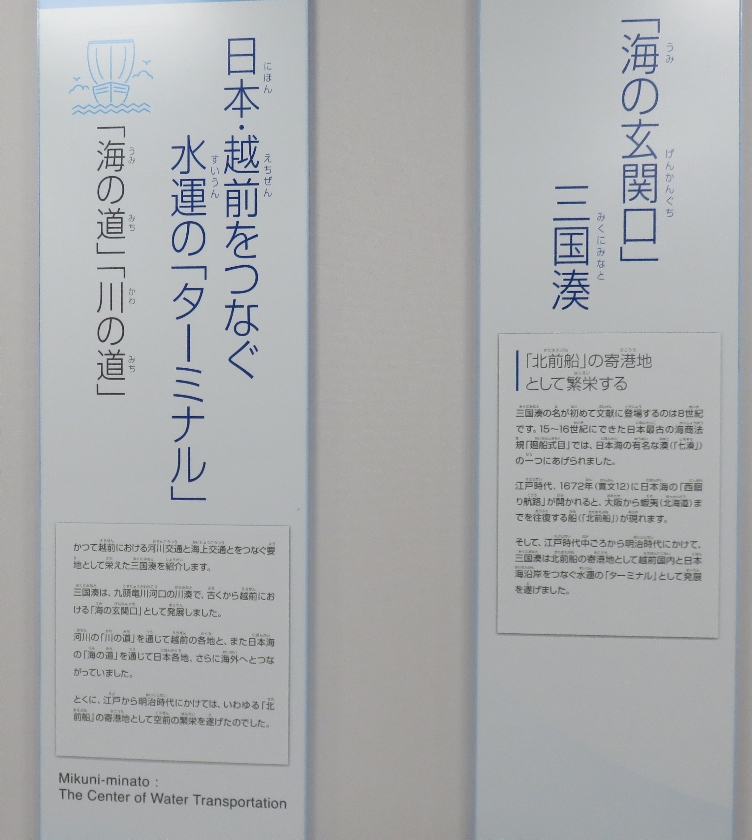 日本・越前をつなぐ
水運の「ターミナル」
「海の道」「川の道」
かつて越前における河川交通と海上交通とをつなぐ要
地として栄えた三国湊を紹介します。
三国湊は、九頭竜川河口の川湊で、古くから越前にお
ける「海の玄関口」として発展しました。
河川の「川の道」を通じて越前の各地と、また日本海
の「海の道」を通じて日本各地、さらに海外へとつな
がっていました。
とくに、江戸から明治時代にかけては、いわゆる「北
前船」の寄港地として空前の繁栄を遂げたのでした。
Mikuni-minato :
The Center of Water Transportation
「海の玄関口」
三国湊
「北前船」の寄港地
として繁栄する
三国湊の名が初めて文献に登場するのは8世紀
です。15〜16世紀にできた日本最古の海商法
規「廻船式目」では、日本海の有名な湊(「七湊」)
の一つにあげられました。
江戸時代、1672年(寛文12)に日本海の「西廻
り航路」が開かれると、大阪から蝦夷(北海道)ま
でを往復する船(「北前船」)が現れます。
そして、江戸時代中ごろから明治時代にかけて、
三国湊は北前船の寄港地として越前国内と日本
海沿岸をつなぐ水運の「ターミナル」として発展
を遂げました。